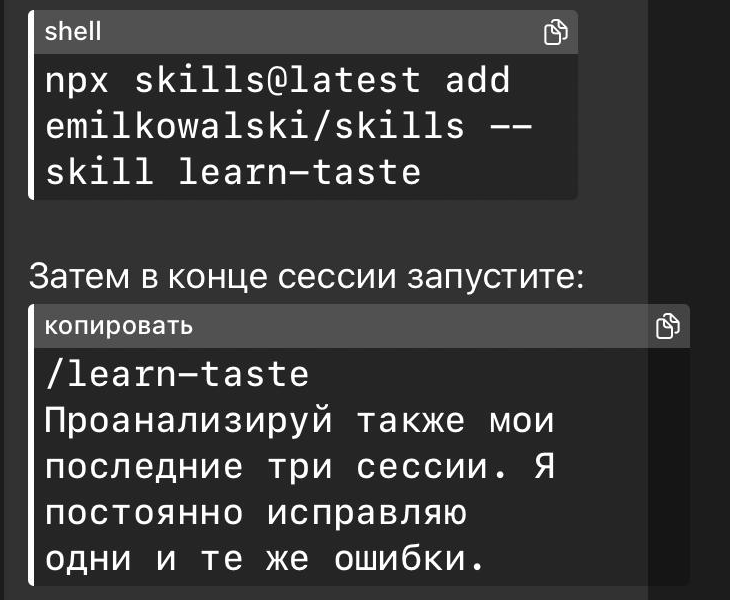 shell
npx skills@latest add
emilkowalski/skills --
skill learn-taste
Затем в конце сессии запустите:
копировать
/learn-taste
Проанализируй также мои
последние три сессии. Я
постоянно исправляю
одни и те же ошибки.